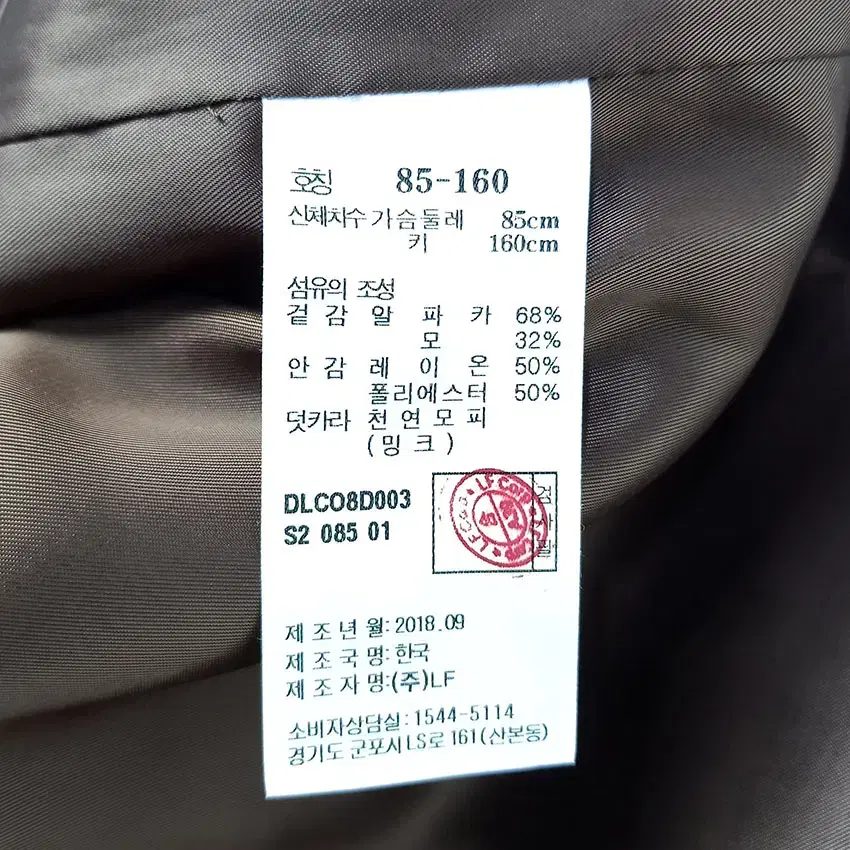 호칭 85-160
신체치수 가슴둘레 85cm
키 160cm
섬유의 조성
겉감 알파카 68%
모 32%
안감 레이온 50%
폴리에스터 50%
덧카라 천연모피
(밍크)
DLCO8D003
S2 085 01
LF Corp
검
필
제조년월: 2018.09
제조국명: 한국
제조자명: (주)LF
소비자상담실: 1544-5114
경기도 군포시 LS로 161(산본동)